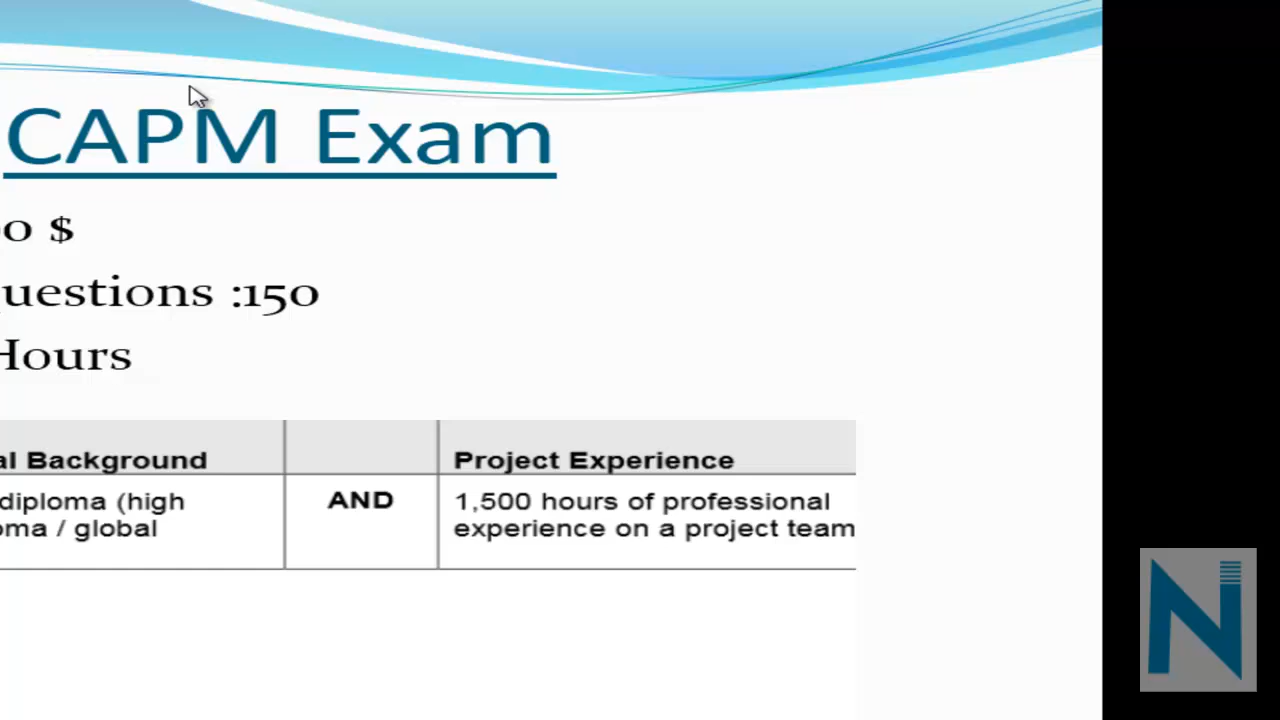 CAPM Exam
0 $
uestions :150
Hours
al Background
Project Experience
diploma (high
AND
1,500 hours of professional
oma / global
experience on a project team
N